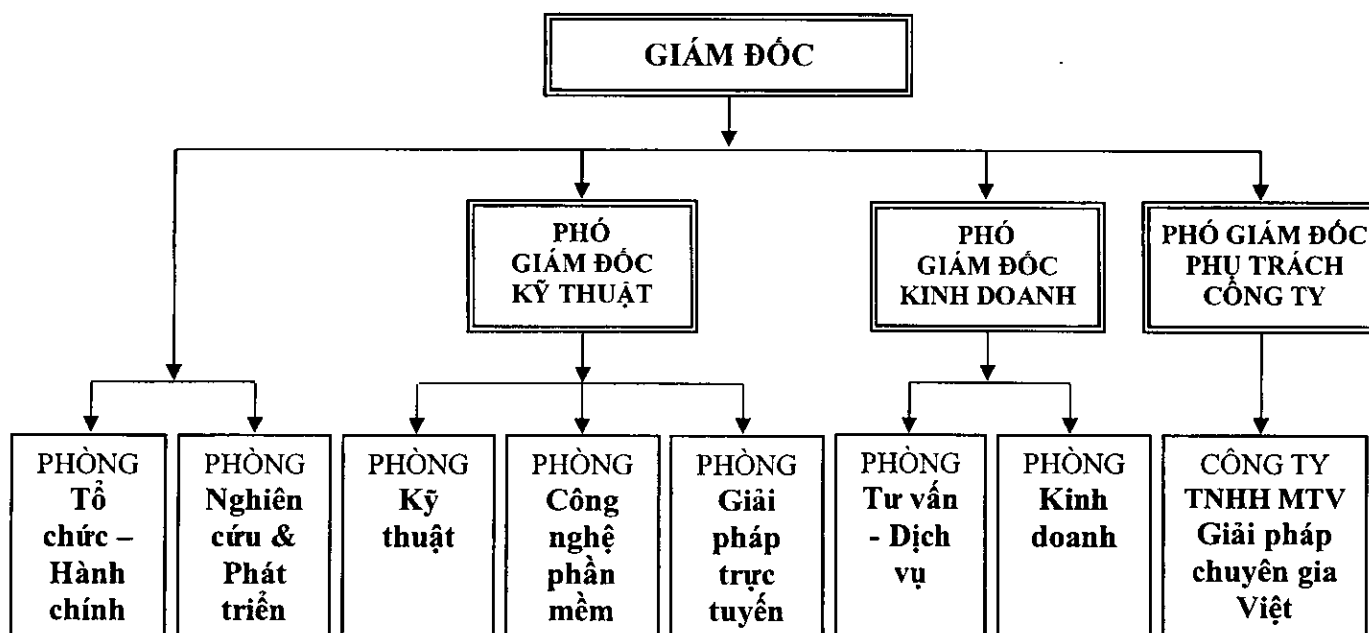 GIÁM ĐỐC
PHÓ
GIÁM ĐỐC
KỸ THUẬT
PHÓ
GIÁM ĐỐC
KINH DOANH
PHÓ GIÁM ĐỐC
PHỤ TRÁCH
CÔNG TY
PHÒNG
Tổ
chức –
Hành
chính
PHÒNG
Nghiên
cứu &
Phát
triển
PHÒNG
Kỹ
thuật
PHÒNG
Công
nghệ
phần
mềm
PHÒNG
Giải
pháp
trực
tuyến
PHÒNG
Tư vấn
- Dịch
vụ
PHÒNG
Kinh
doanh
CÔNG TY
TNHH MTV
Giải pháp
chuyên gia
Việt